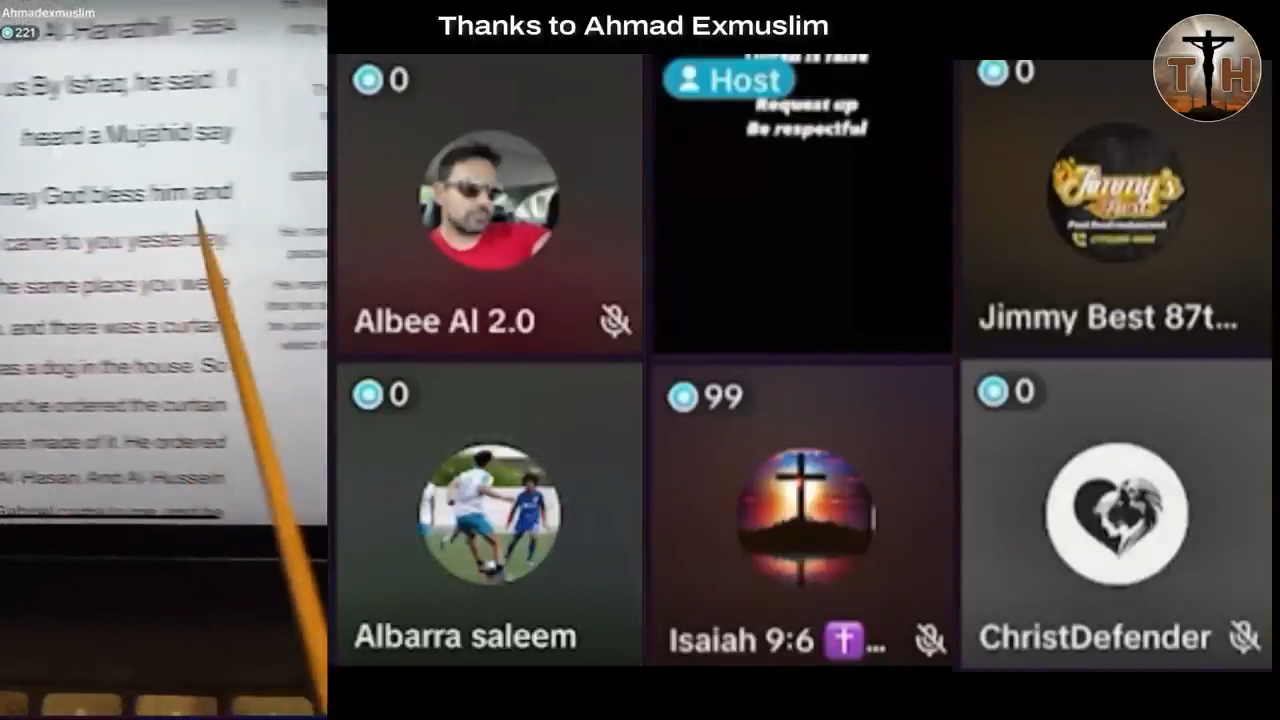 Thanks to Ahmad Exmuslim
TH
Ahmadexmuslim
221
us By Ishaq, he said: I
heard a Mujahid say
may God bless him and
came to you yesterday
he same place you were
and there was a curtain
as a dog in the house. So
and he ordered the curtain
ere made of it. He ordered
Al-Hasan. And Al-Hussein
0
Albee Al 2.0
Host
Request up
Be respectful
0
Jimmy's
Best
Jimmy Best 87t...
0
Albarra saleem
99
Isaiah 9:6 ✝️...
0
ChristDefender